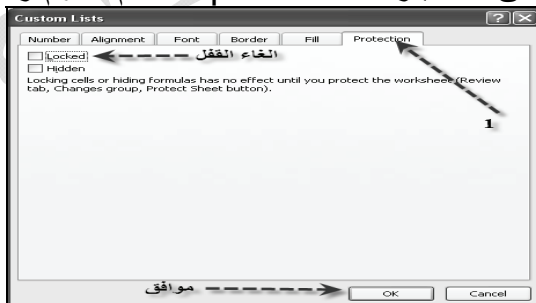 Custom Lists
Number Alignment Font Border Fill Protection
Locked الغاء القفل
Hidden
Locking cells or hiding formulas has no effect until you protect the worksheet (Review
tab, Changes group, Protect Sheet button).
1
موافق OK Cancel